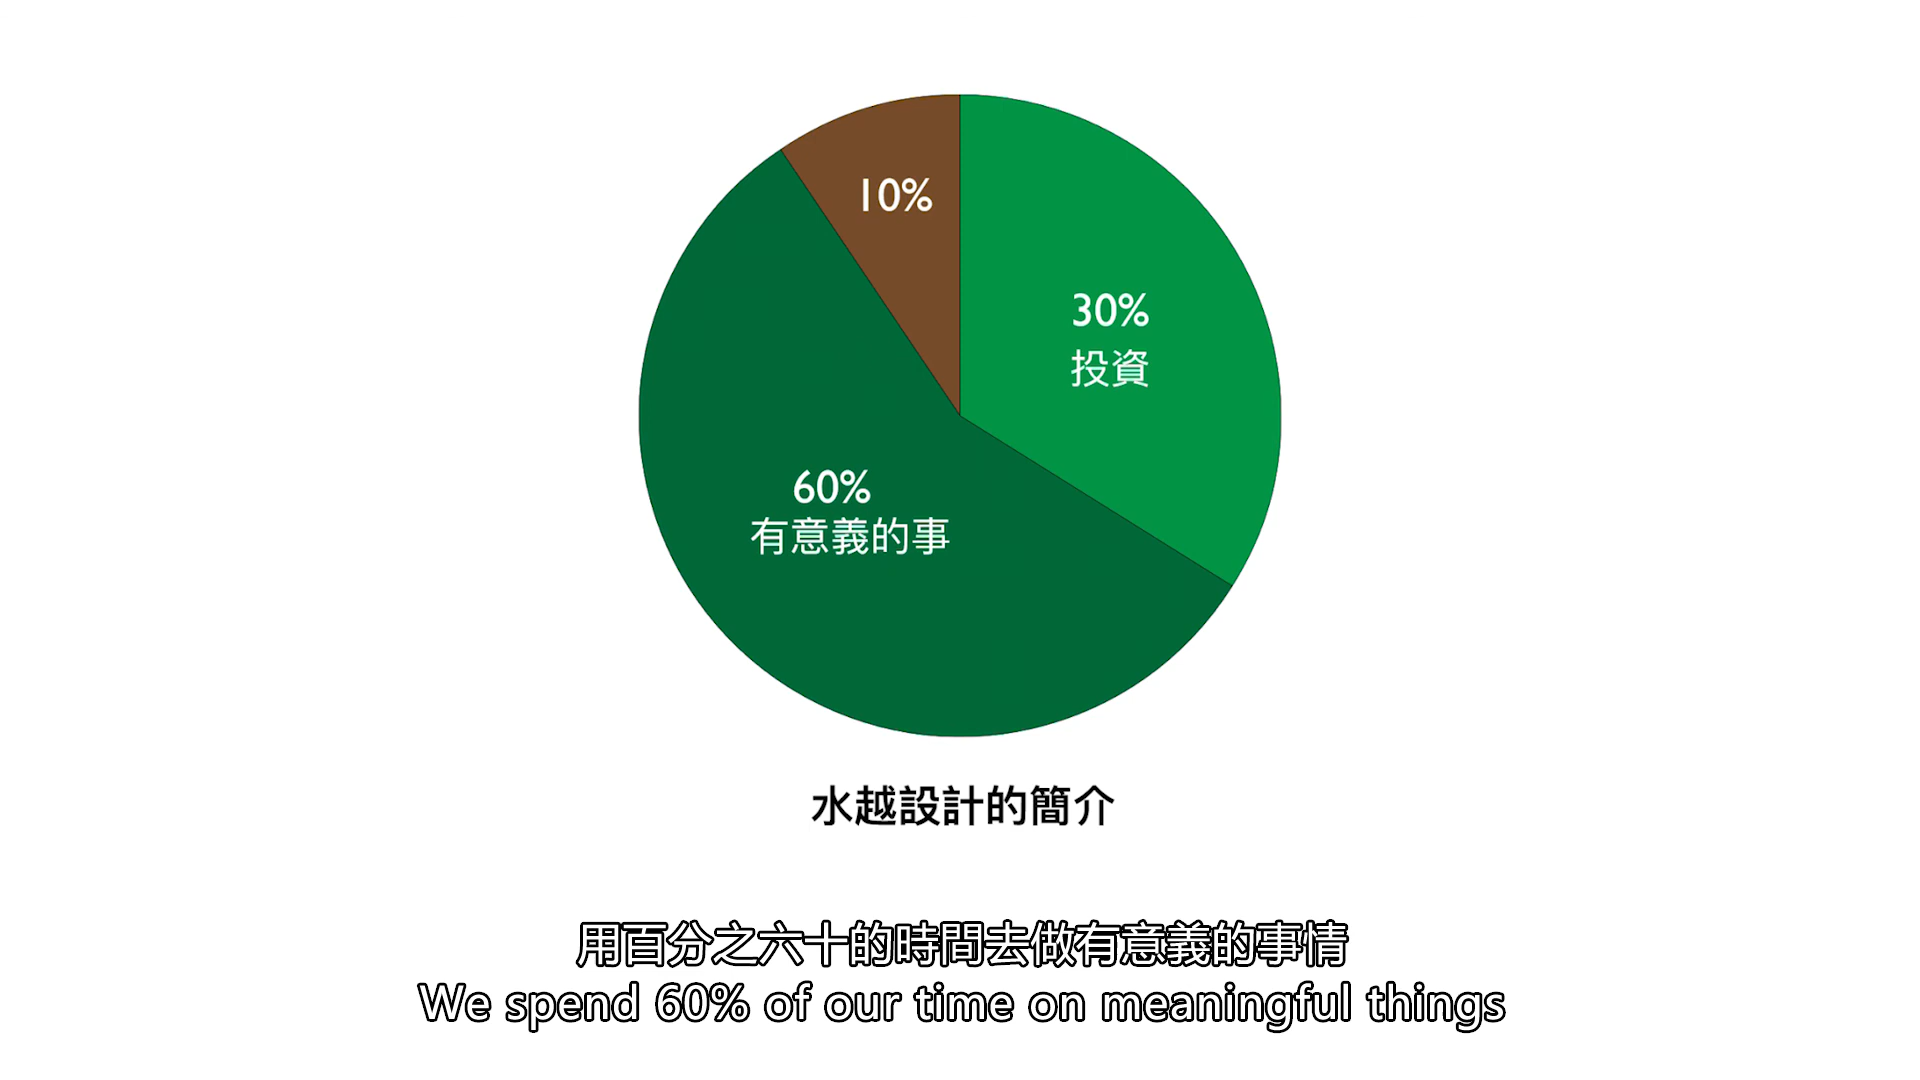 10%
30%
投資
60%
有意義的事
水越設計的簡介
用百分之六十的時間去做有意義的事情
We spend 60% of our time on meaningful things